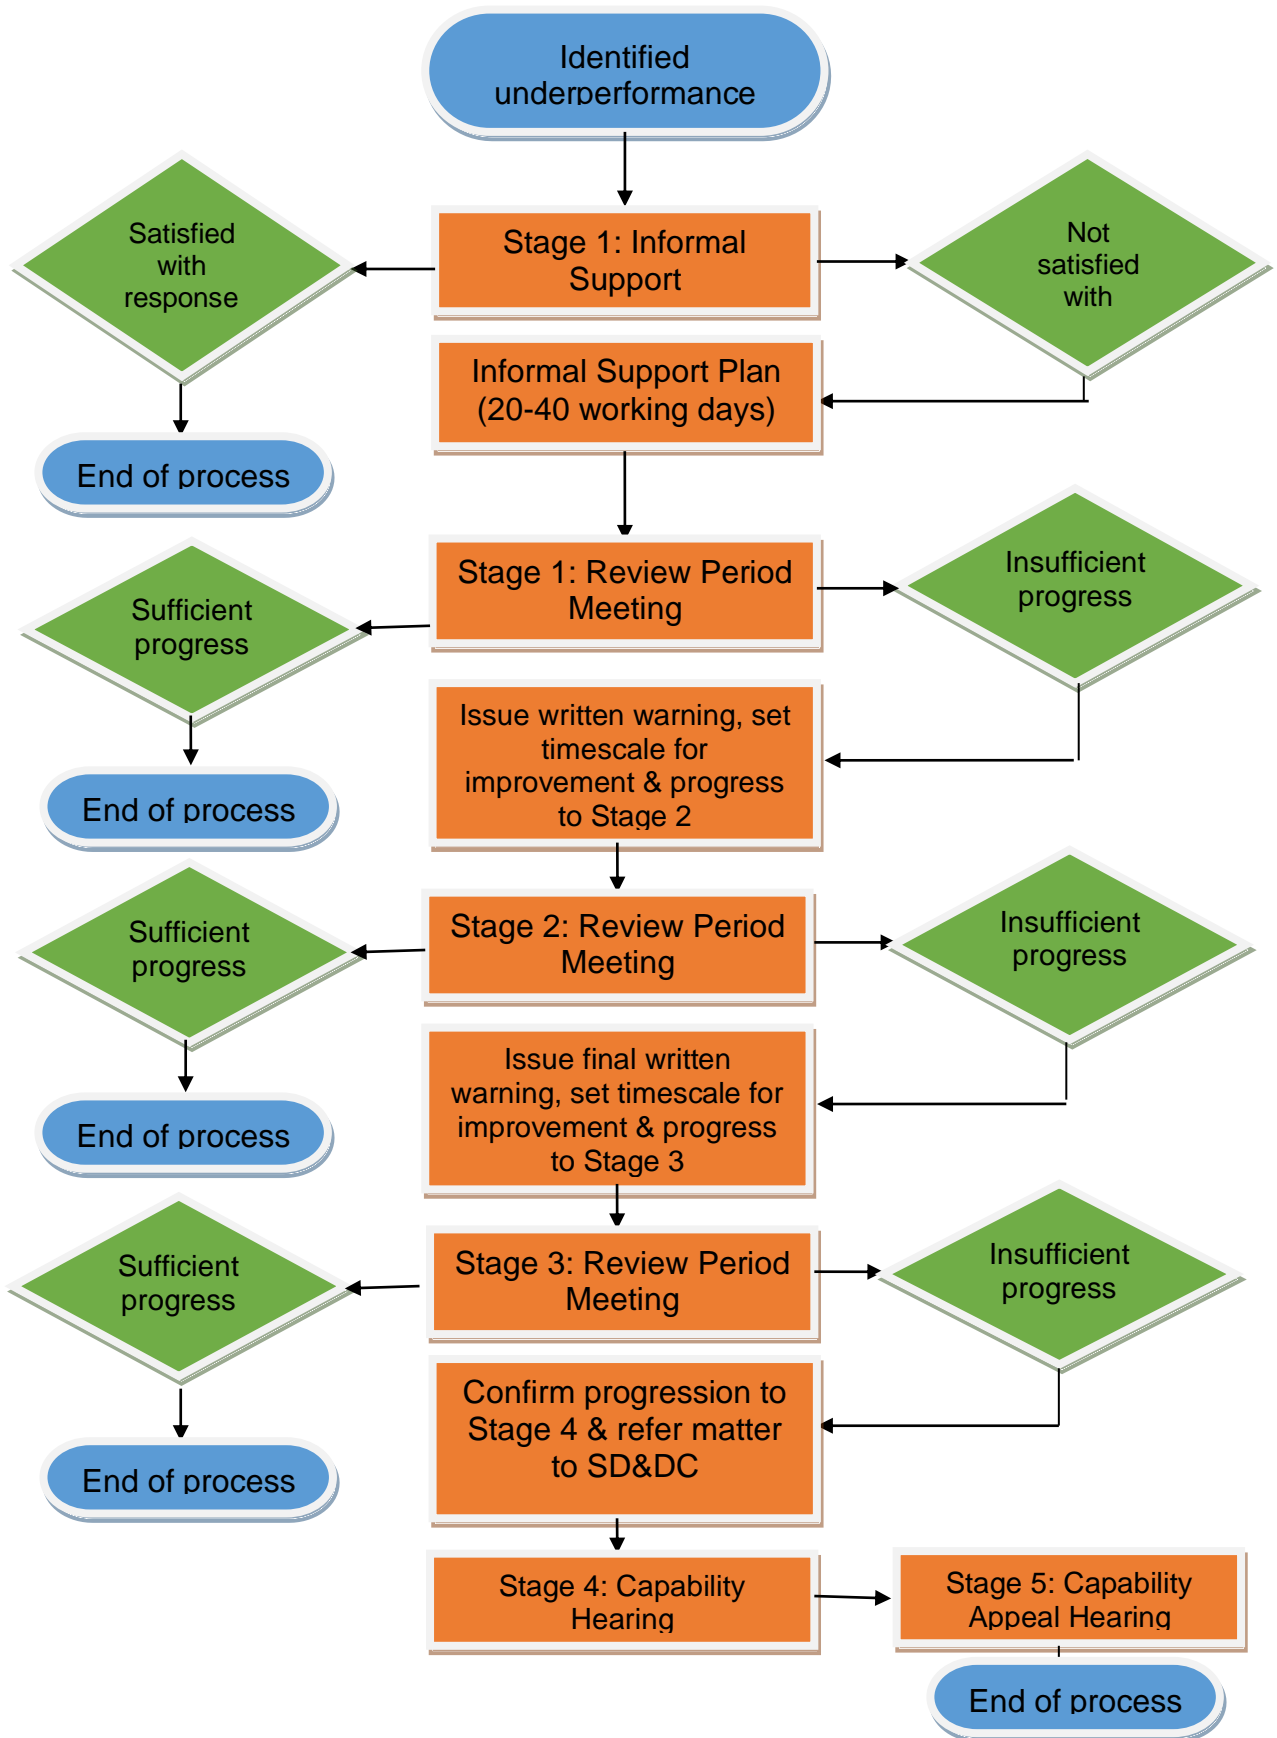 Identified
underperformance
Satisfied
with
response
Stage 1: Informal
Support
Not
satisfied
with
Informal Support Plan
(20-40 working days)
End of process
Stage 1: Review Period
Meeting
Insufficient
progress
Sufficient
progress
Issue written warning, set
timescale for
improvement & progress
to Stage 2
End of process
Stage 2: Review Period
Meeting
Insufficient
progress
Sufficient
progress
Issue final written
warning, set timescale for
improvement & progress
to Stage 3
End of process
Stage 3: Review Period
Meeting
Insufficient
progress
Sufficient
progress
Confirm progression to
Stage 4 & refer matter
to SD&DC
End of process
Stage 4: Capability
Hearing
Stage 5: Capability
Appeal Hearing
End of process